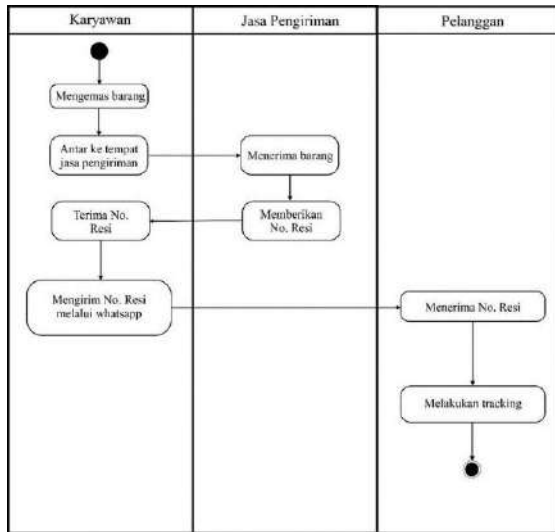 Karyawan
Jasa Pengiriman
Pelanggan
Mengemas barang
Antar ke tempat
jasa pengiriman
Menerima barang
Terima No.
Resi
Memberikan
No. Resi
Mengirim No. Resi
melalui whatsapp
Menerima No. Resi
Melakukan tracking